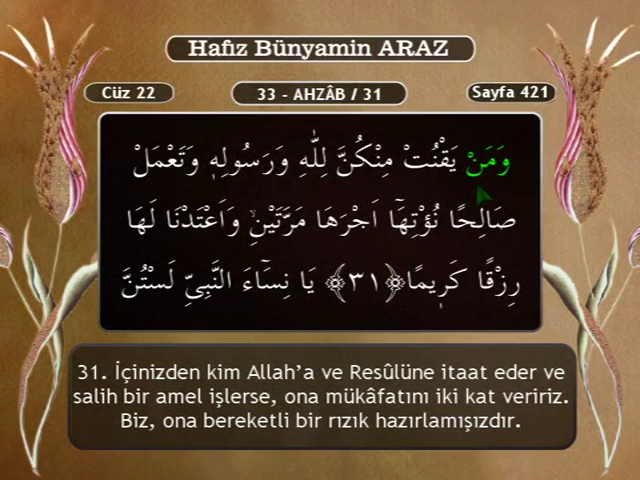 Hafız Bünyamin ARAZ
Cüz 22
33 - AHZÂB / 31
Sayfa 421
وَمَنْ يَقْنُتْ مِنْكُنَّ لِلّٰهِ وَرَسُولِه۪ وَتَعْمَلْ
صَالِحًا نُؤْتِهَٓا اَجْرَهَا مَرَّتَيْنِۙ وَاَعْتَدْنَا لَهَا
رِزْقًا كَر۪يمًا ﴿٣١﴾ يَا نِسَٓاءَ النَّبِيِّ لَسْتُنَّ
31. İçinizden kim Allah’a ve Resûlüne itaat eder ve
salih bir amel işlerse, ona mükâfatını iki kat veririz.
Biz, ona bereketli bir rızık hazırlamışızdır.